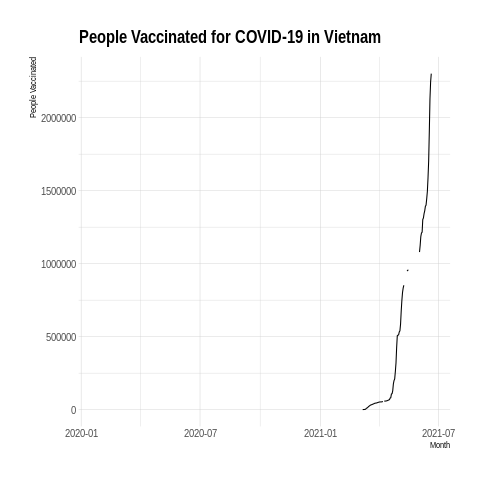 People Vaccinated for COVID-19 in Vietnam
People Vaccinated
2000000
1500000
1000000
500000
0
2020-01 2020-07 2021-01 2021-07
Month